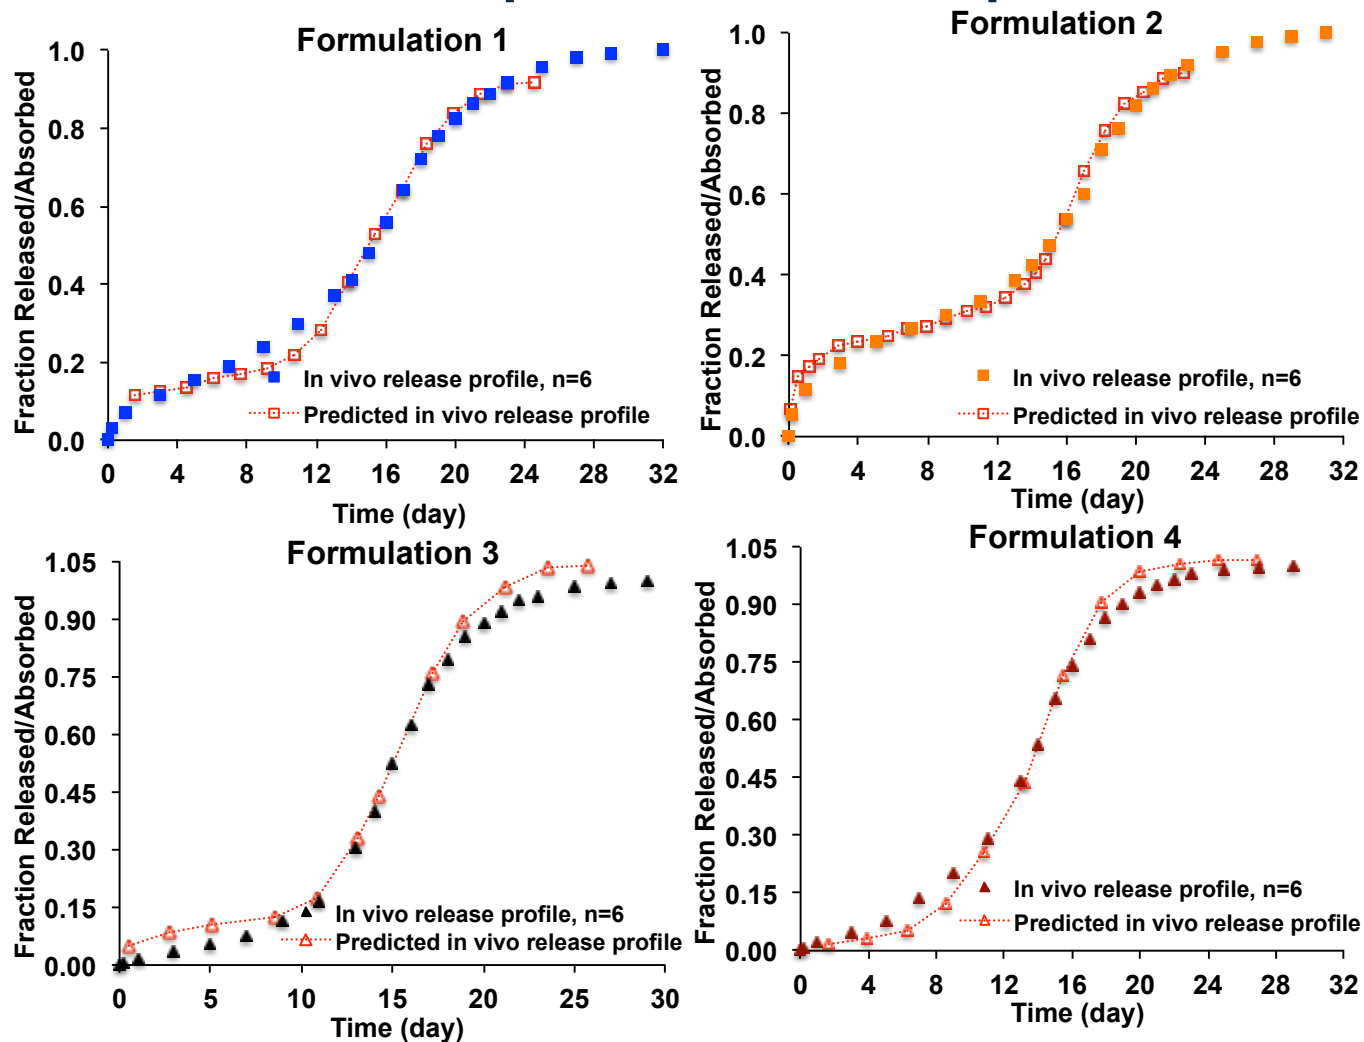 Formulation 1
Fraction Released/Absorbed
1.0
0.8
0.6
0.4
0.2
0.0
In vivo release profile, n=6
Predicted in vivo release profile
0 4 8 12 16 20 24 28 32
Time (day)
Formulation 2
Fraction Released/Absorbed
1.0
0.8
0.6
0.4
0.2
0.0
In vivo release profile, n=6
Predicted in vivo release profile
0 4 8 12 16 20 24 28 32
Time (day)
Formulation 3
Fraction Released/Absorbed
1.05
0.90
0.75
0.60
0.45
0.30
0.15
0.00
In vivo release profile, n=6
Predicted in vivo release profile
0 5 10 15 20 25 30
Time (day)
Formulation 4
Fraction Released/Absorbed
1.05
0.90
0.75
0.60
0.45
0.30
0.15
0.00
In vivo release profile, n=6
Predicted in vivo release profile
0 4 8 12 16 20 24 28 32
Time (day)